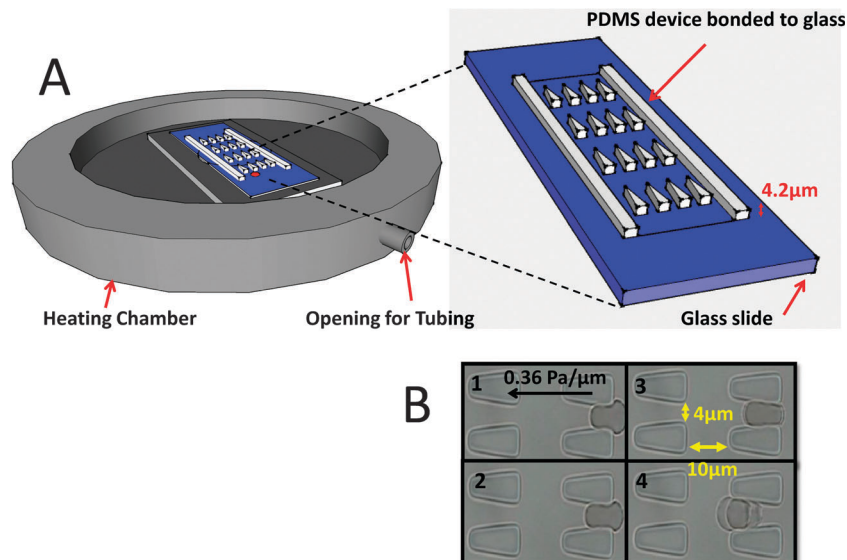 A
PDMS device bonded to glass
4.2µm
Heating Chamber
Opening for Tubing
Glass slide
B
1
0.36 Pa/µm
3
4µm
10µm
2
4